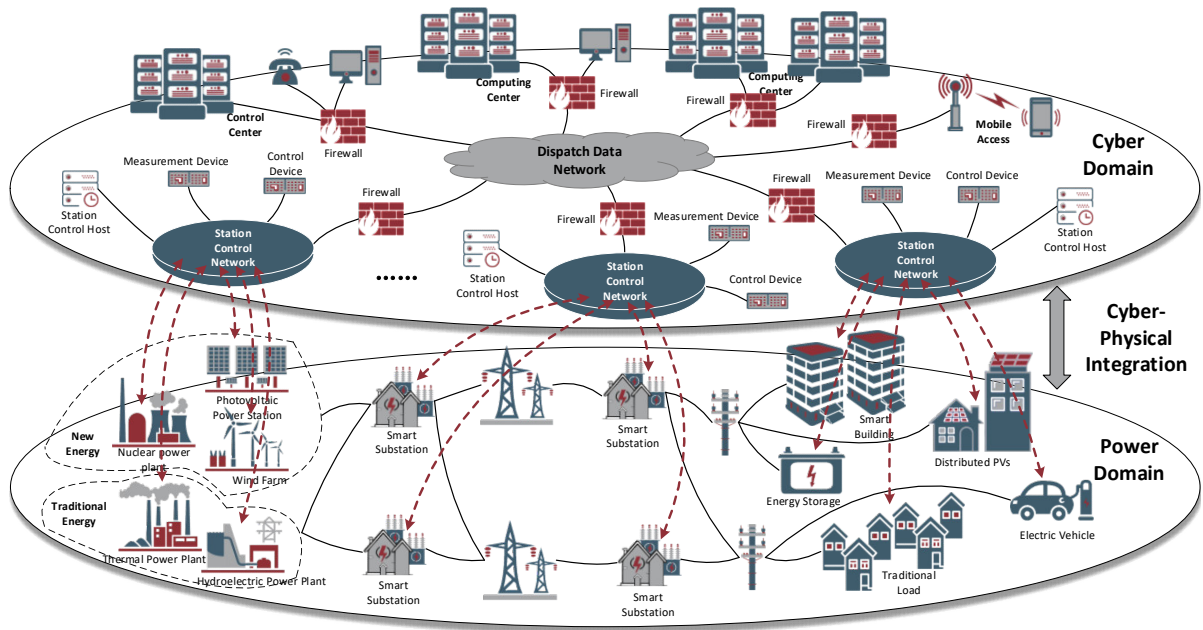 Control
Center
Firewall
Computing
Center
Firewall
Computing
Center
Firewall
Firewall
Mobile
Access
Cyber
Domain
Dispatch Data
Network
Measurement Device
Control
Device
Firewall
Station
Control Host
Station
Control
Network
......
Firewall
Measurement Device
Station
Control Host
Station
Control
Network
Control Device
Firewall
Measurement Device
Control Device
Station
Control Host
Station
Control
Network
Cyber-
Physical
Integration
Photovoltaic
Power Station
New
Energy
Nuclear power
plant
Wind Farm
Traditional
Energy
Thermal Power Plant
Hydroelectric Power Plant
Smart
Substation
Smart
Substation
Smart
Substation
Smart
Substation
Smart
Building
Energy Storage
Distributed PVs
Power
Domain
Traditional
Load
Electric Vehicle